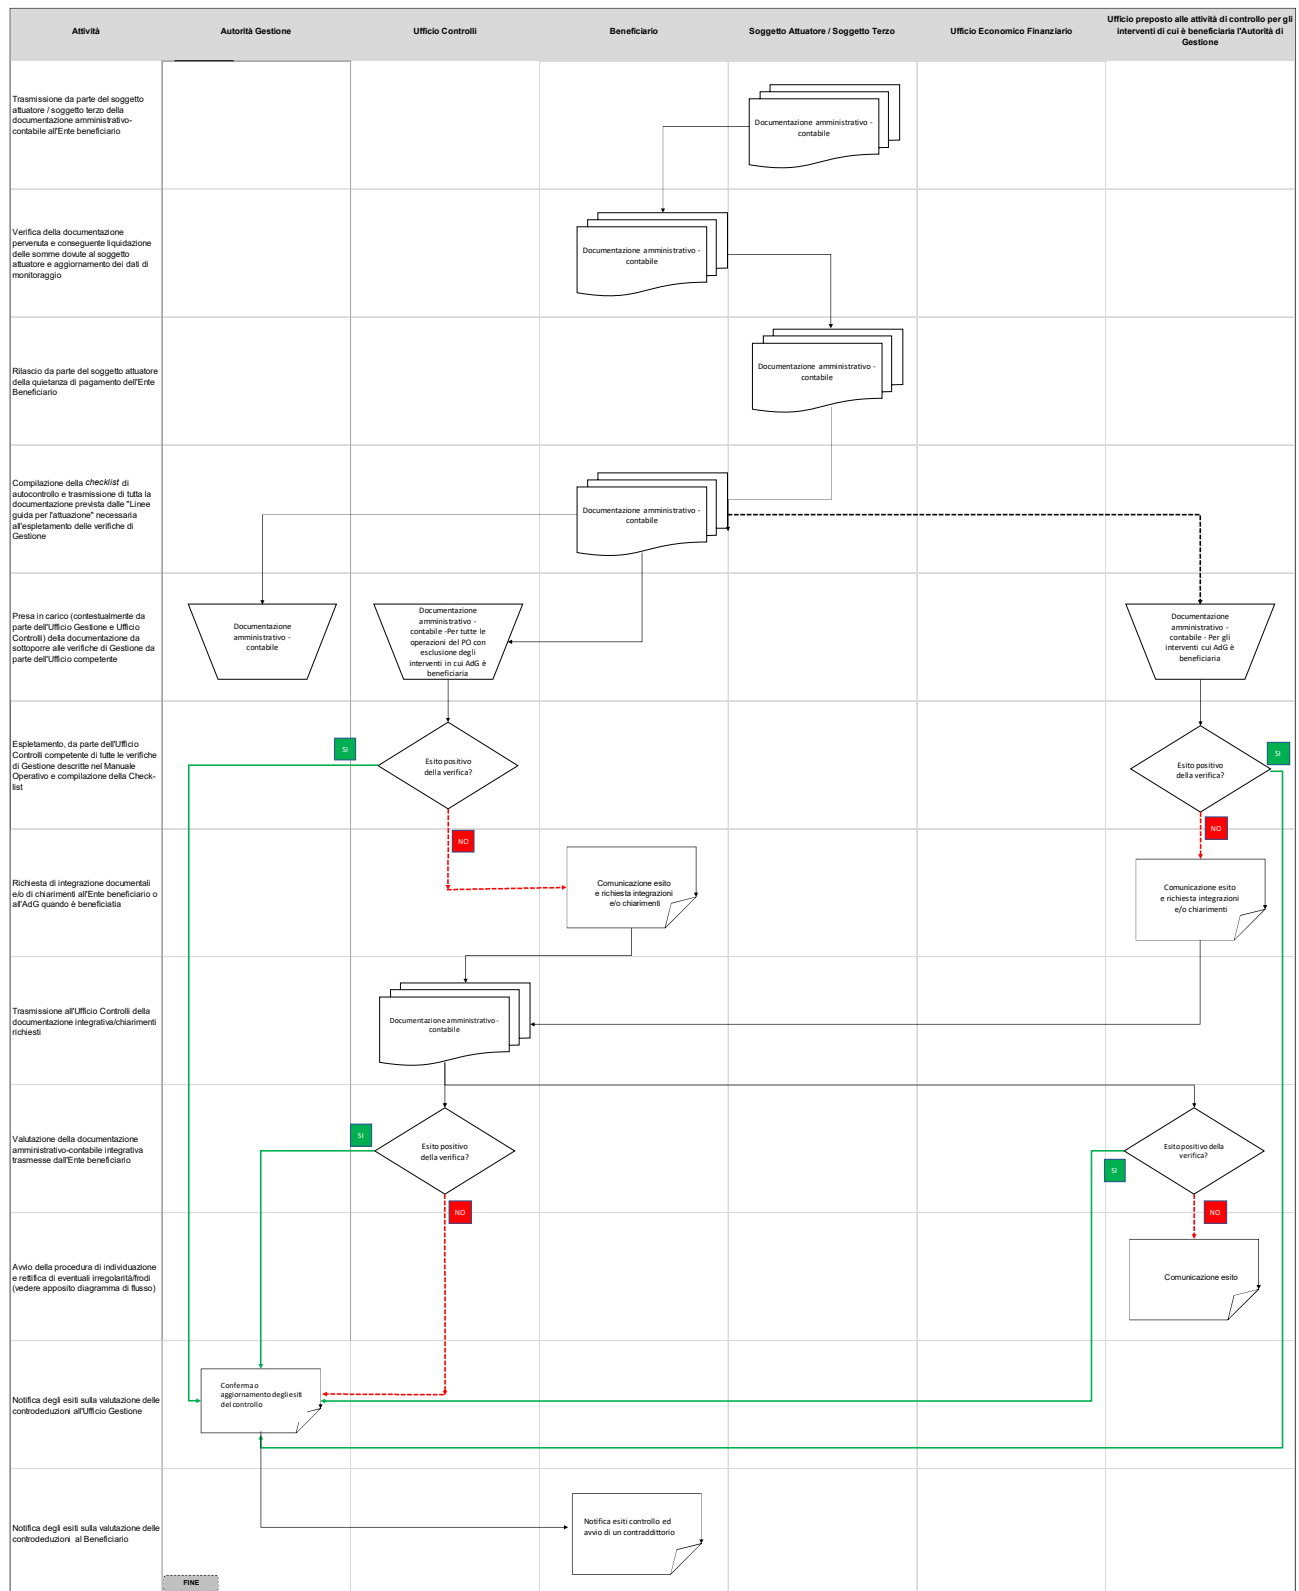 Attività
Autorità Gestione
Ufficio Controlli
Beneficiario
Soggetto Attuatore / Soggetto Terzo
Ufficio Economico Finanziario
Ufficio preposto alle attività di controllo per gli
interventi di cui è beneficiaria l'Autorità di
Gestione
Trasmissione da parte del soggetto
attuatore / soggetto terzo della
documentazione amministrativo-
contabile all'Ente beneficiario
Documentazione amministrativo -
contabile
Verifica della documentazione
pervenuta e conseguente liquidazione
delle somme dovute al soggetto
attuatore e aggiornamento dei dati di
monitoraggio
Documentazione amministrativo -
contabile
Rilascio da parte del soggetto attuatore
della quietanza di pagamento dell'Ente
Beneficiario
Documentazione amministrativo -
contabile
Compilazione della checklist di
autocontrollo e trasmissione di tutta la
documentazione prevista dalle "Linee
guida per l'attuazione" necessaria
all'espletamento delle verifiche di
Gestione
Documentazione amministrativo -
contabile
Presa in carico (contestualmente da
parte dell'Ufficio Gestione e Ufficio
Controlli) della documentazione da
sottoporre alle verifiche di Gestione da
parte dell'Ufficio competente
Documentazione
amministrativo -
contabile
Documentazione
amministrativo -
contabile -Per tutte le
operazioni del PO con
esclusione degli
interventi in cui AdG è
beneficiaria
Documentazione
amministrativo -
contabile - Per gli
interventi cui AdG è
beneficiaria
Espletamento, da parte dell'Ufficio
Controlli competente di tutte le verifiche
di Gestione descritte nel Manuale
Operativo e compilazione della Check-
list
SI
Esito positivo
della verifica?
Esito positivo
della verifica?
SI
NO
NO
Richiesta di integrazione documentali
e/o di chiarimenti all'Ente beneficiario o
all'AdG quando è beneficiatia
Comunicazione esito
e richiesta integrazioni
e/o chiarimenti
Comunicazione esito
e richiesta integrazioni
e/o chiarimenti
Trasmissione all'Ufficio Controlli della
documentazione integrativa/chiarimenti
richiesti
Documentazione amministrativo -
contabile
Valutazione della documentazione
amministrativo-contabile integrativa
trasmesse dall'Ente beneficiario
SI
Esito positivo
della verifica?
Esito positivo della
verifica?
SI
NO
NO
Avvio della procedura di individuazione
e rettifica di eventuali irregolarità/frodi
(vedere apposito diagramma di flusso)
Comunicazione esito
Notifica degli esiti sulla valutazione delle
controdeduzioni all'Ufficio Gestione
Conferma o
aggiornamento degli esiti
del controllo
Notifica degli esiti sulla valutazione delle
controdeduzioni al Beneficiario
Notifica esiti controllo ed
avvio di un contraddittorio
FINE